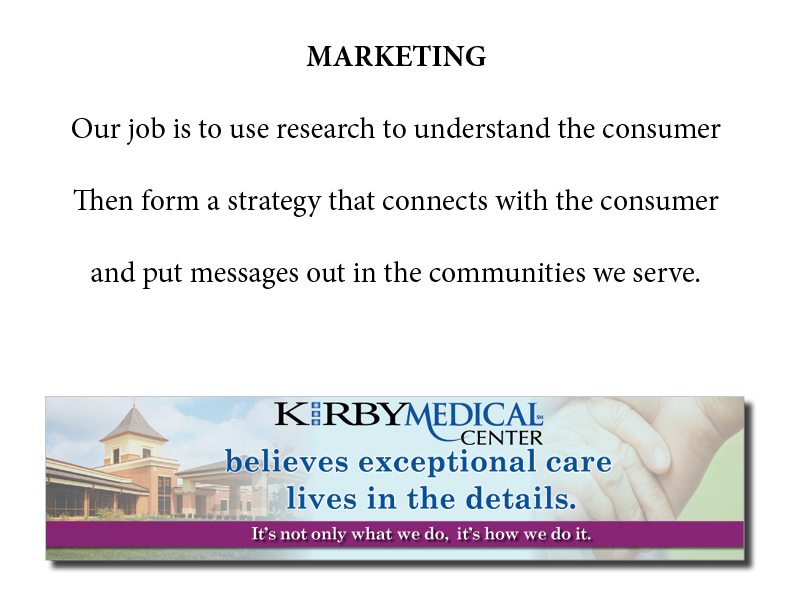 MARKETING
Our job is to use research to understand the consumer
Then form a strategy that connects with the consumer
and put messages out in the communities we serve.
KIRBYMEDICAL SM
CENTER
believes exceptional care
lives in the details.
It's not only what we do, it's how we do it.